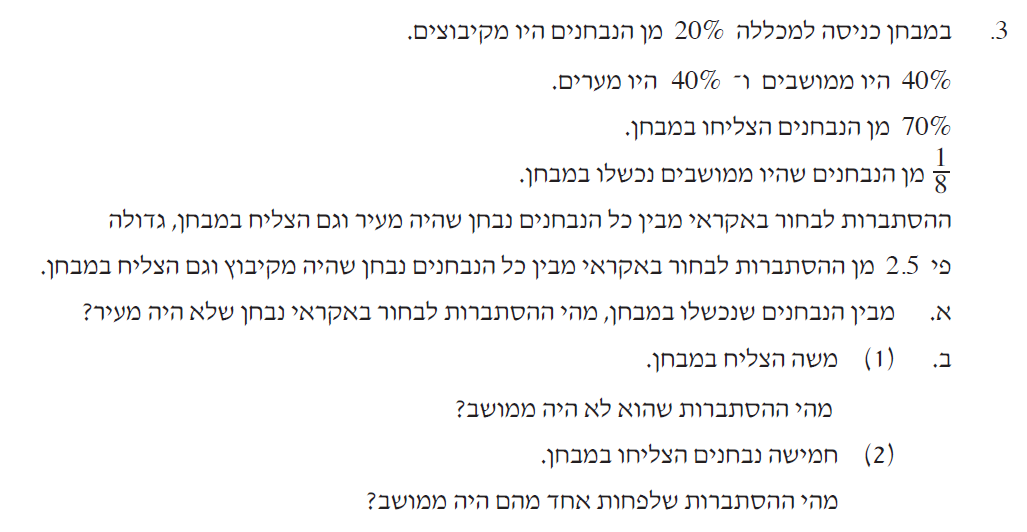 3. במבחן כניסה למכללה 20% מן הנבחנים היו מקיבוצים.
40% היו ממושבים ו־ 40% היו מערים.
70% מן הנבחנים הצליחו במבחן.
1/8 מן הנבחנים שהיו ממושבים נכשלו במבחן.
ההסתברות לבחור באקראי מבין כל הנבחנים נבחן שהיה מעיר וגם הצליח במבחן, גדולה
פי 2.5 מן ההסתברות לבחור באקראי מבין כל הנבחנים נבחן שהיה מקיבוץ וגם הצליח במבחן.
א. מבין הנבחנים שנכשלו במבחן, מהי ההסתברות לבחור באקראי נבחן שלא היה מעיר?
ב. (1) משה הצליח במבחן.
מהי ההסתברות שהוא לא היה ממושב?
(2) חמישה נבחנים הצליחו במבחן.
מהי ההסתברות שלפחות אחד מהם היה ממושב?